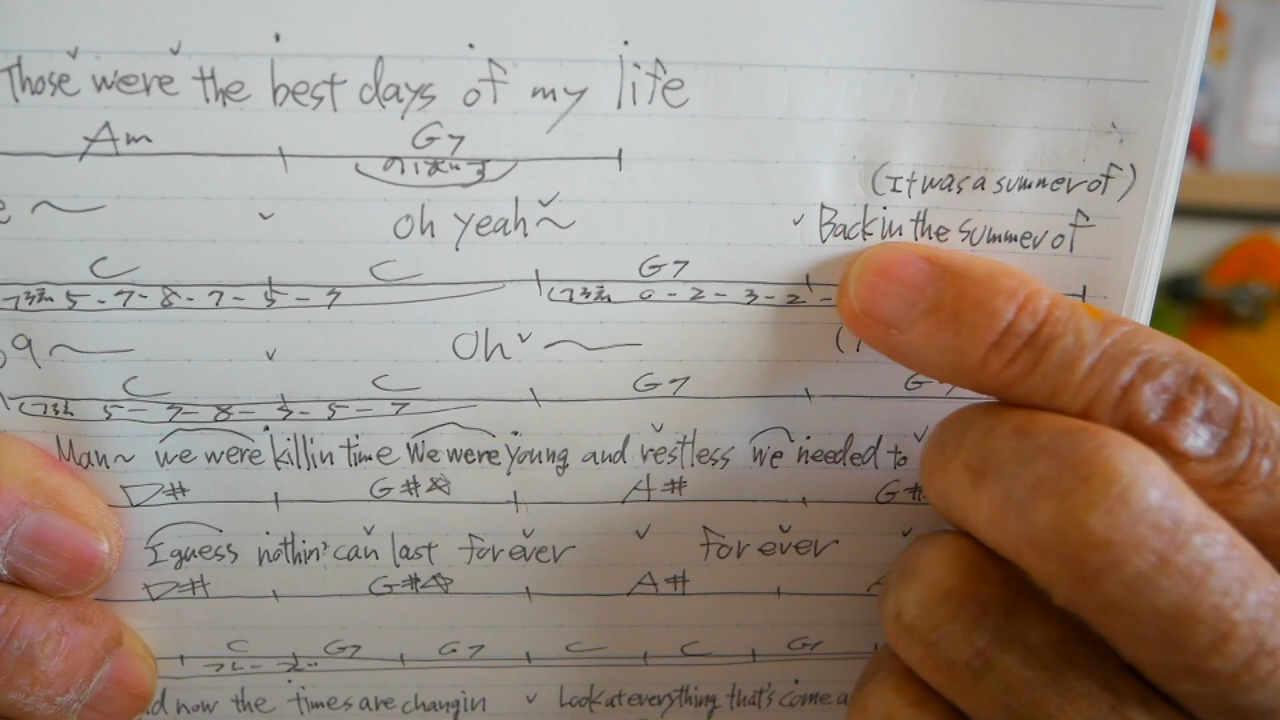 Those were the best days of my life
Am G7
(It was a summer of)
oh yeah~ Back in the summer of
C C G7
5-7-8-7-5-7 0-2-3-2-
69~ Oh~
C C G7 G7
5-7-8-7-5-7
Man~ we were killin time We were young and restless we needed to
D# G# A# G#
I guess nothin' can last forever forever
D# G# A#
C G7 G7 C C G7
now the times are changin Look at everything that's come a